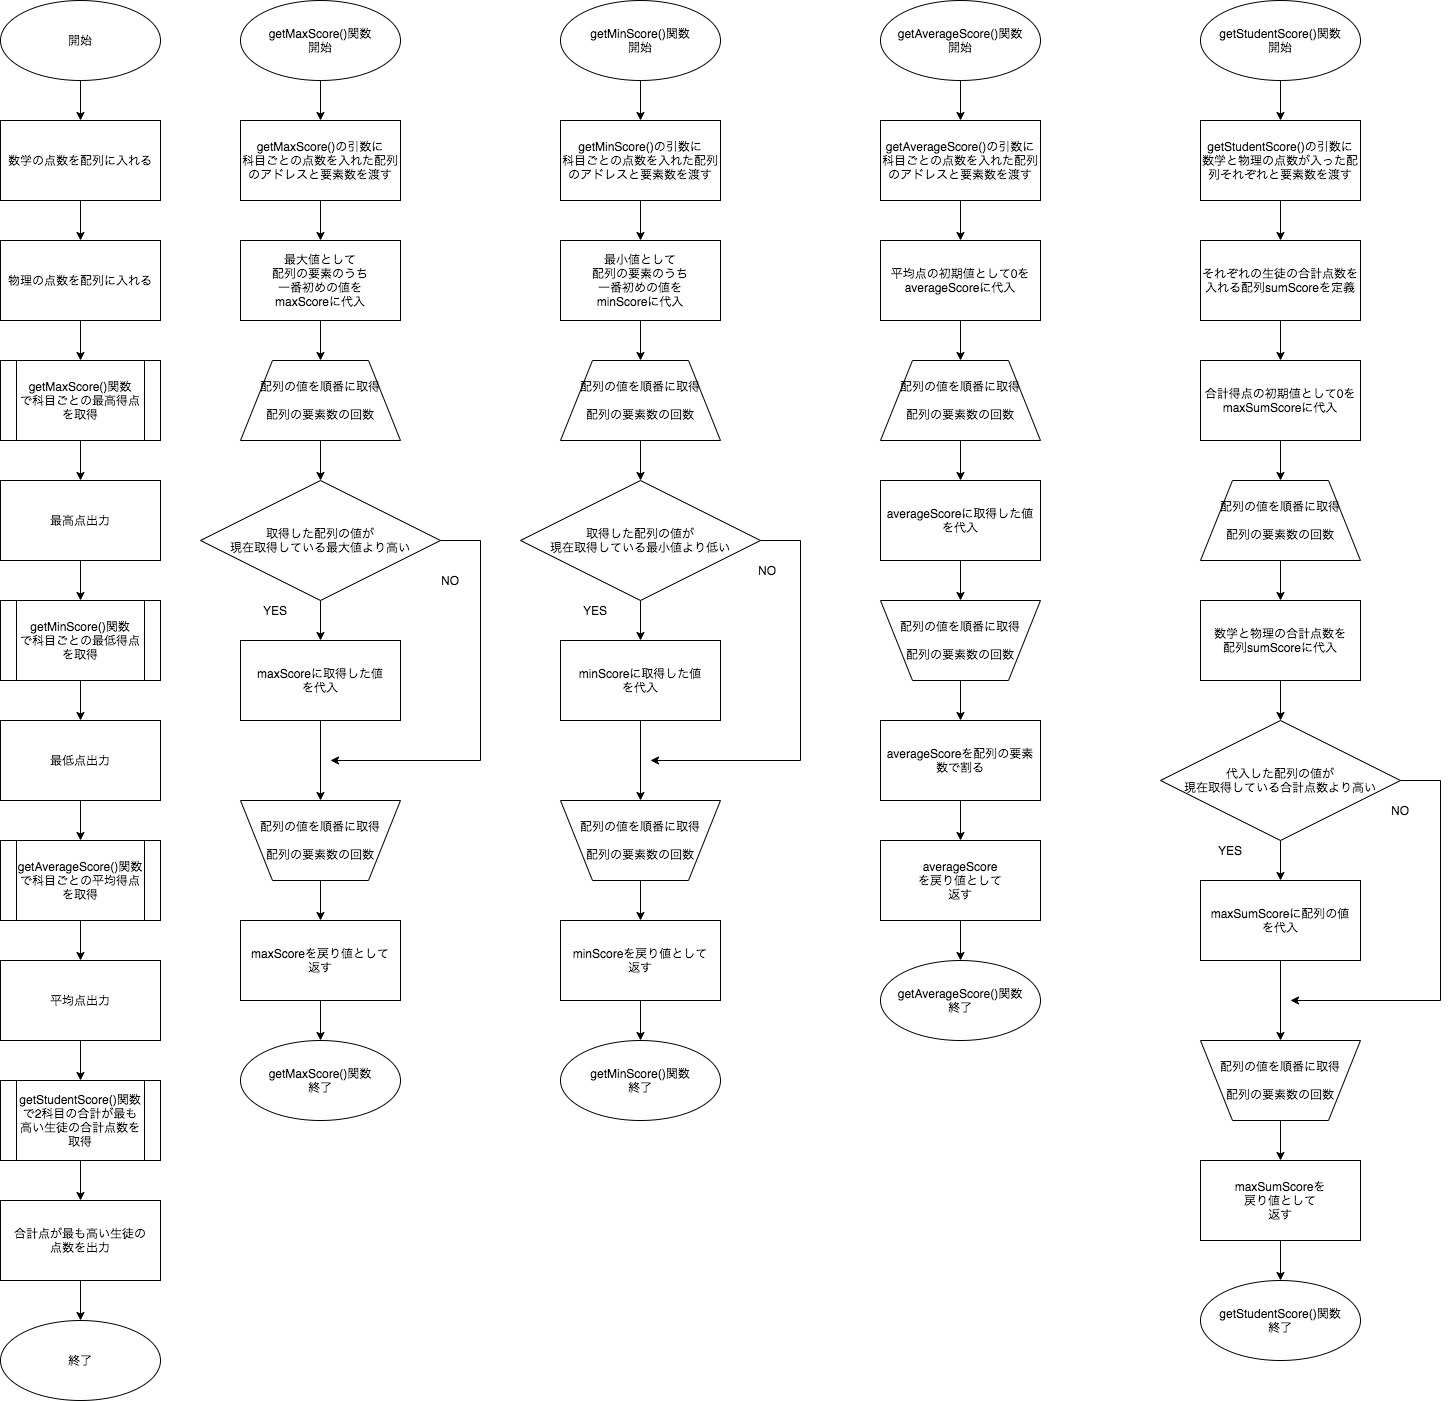 開始
数学の点数を配列に入れる
物理の点数を配列に入れる
getMaxScore()関数
で科目ごとの最高得点
を取得
最高点出力
getMinScore()関数
で科目ごとの最低得点
を取得
最低点出力
getAverageScore()関数
で科目ごとの平均得点
を取得
平均点出力
getStudentScore()関数
で2科目の合計が最も
高い生徒の合計点数を
取得
合計点が最も高い生徒の
点数を出力
終了
getMaxScore()関数
開始
getMaxScore()の引数に
科目ごとの点数を入れた配列
のアドレスと要素数を渡す
最大値として
配列の要素のうち
一番初めの値を
maxScoreに代入
配列の値を順番に取得
配列の要素数の回数
取得した配列の値が
現在取得している最大値より高い
NO
YES
maxScoreに取得した値
を代入
配列の値を順番に取得
配列の要素数の回数
maxScoreを戻り値として
返す
getMaxScore()関数
終了
getMinScore()関数
開始
getMinScore()の引数に
科目ごとの点数を入れた配列
のアドレスと要素数を渡す
最小値として
配列の要素のうち
一番初めの値を
minScoreに代入
配列の値を順番に取得
配列の要素数の回数
取得した配列の値が
現在取得している最小値より低い
NO
YES
minScoreに取得した値
を代入
配列の値を順番に取得
配列の要素数の回数
minScoreを戻り値として
返す
getMinScore()関数
終了
getAverageScore()関数
開始
getAverageScore()の引数に
科目ごとの点数を入れた配列
のアドレスと要素数を渡す
平均点の初期値として0を
averageScoreに代入
配列の値を順番に取得
配列の要素数の回数
averageScoreに取得した値
を代入
配列の値を順番に取得
配列の要素数の回数
averageScoreを配列の要素
数で割る
averageScore
を戻り値として
返す
getAverageScore()関数
終了
getStudentScore()関数
開始
getStudentScore()の引数に
数学と物理の点数が入った配
列それぞれと要素数を渡す
それぞれの生徒の合計点数を
入れる配列sumScoreを定義
合計得点の初期値として0を
maxSumScoreに代入
配列の値を順番に取得
配列の要素数の回数
数学と物理の合計点数を
配列sumScoreに代入
代入した配列の値が
現在取得している合計点数より高い
NO
YES
maxSumScoreに配列の値
を代入
配列の値を順番に取得
配列の要素数の回数
maxSumScoreを
戻り値として
返す
getStudentScore()関数
終了